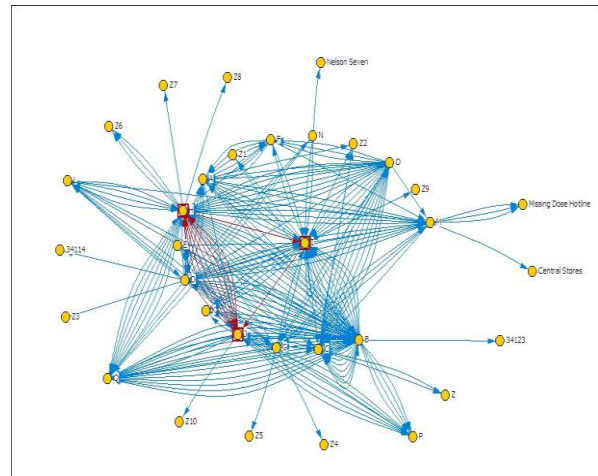 Nelson Seven
Z8
Z7
Z6
N
Z2
Z1
O
Z9
Missing Dose Hotline
M
34114
Central Stores
Z3
B
34123
Z
Z10
Z5
Z4
P